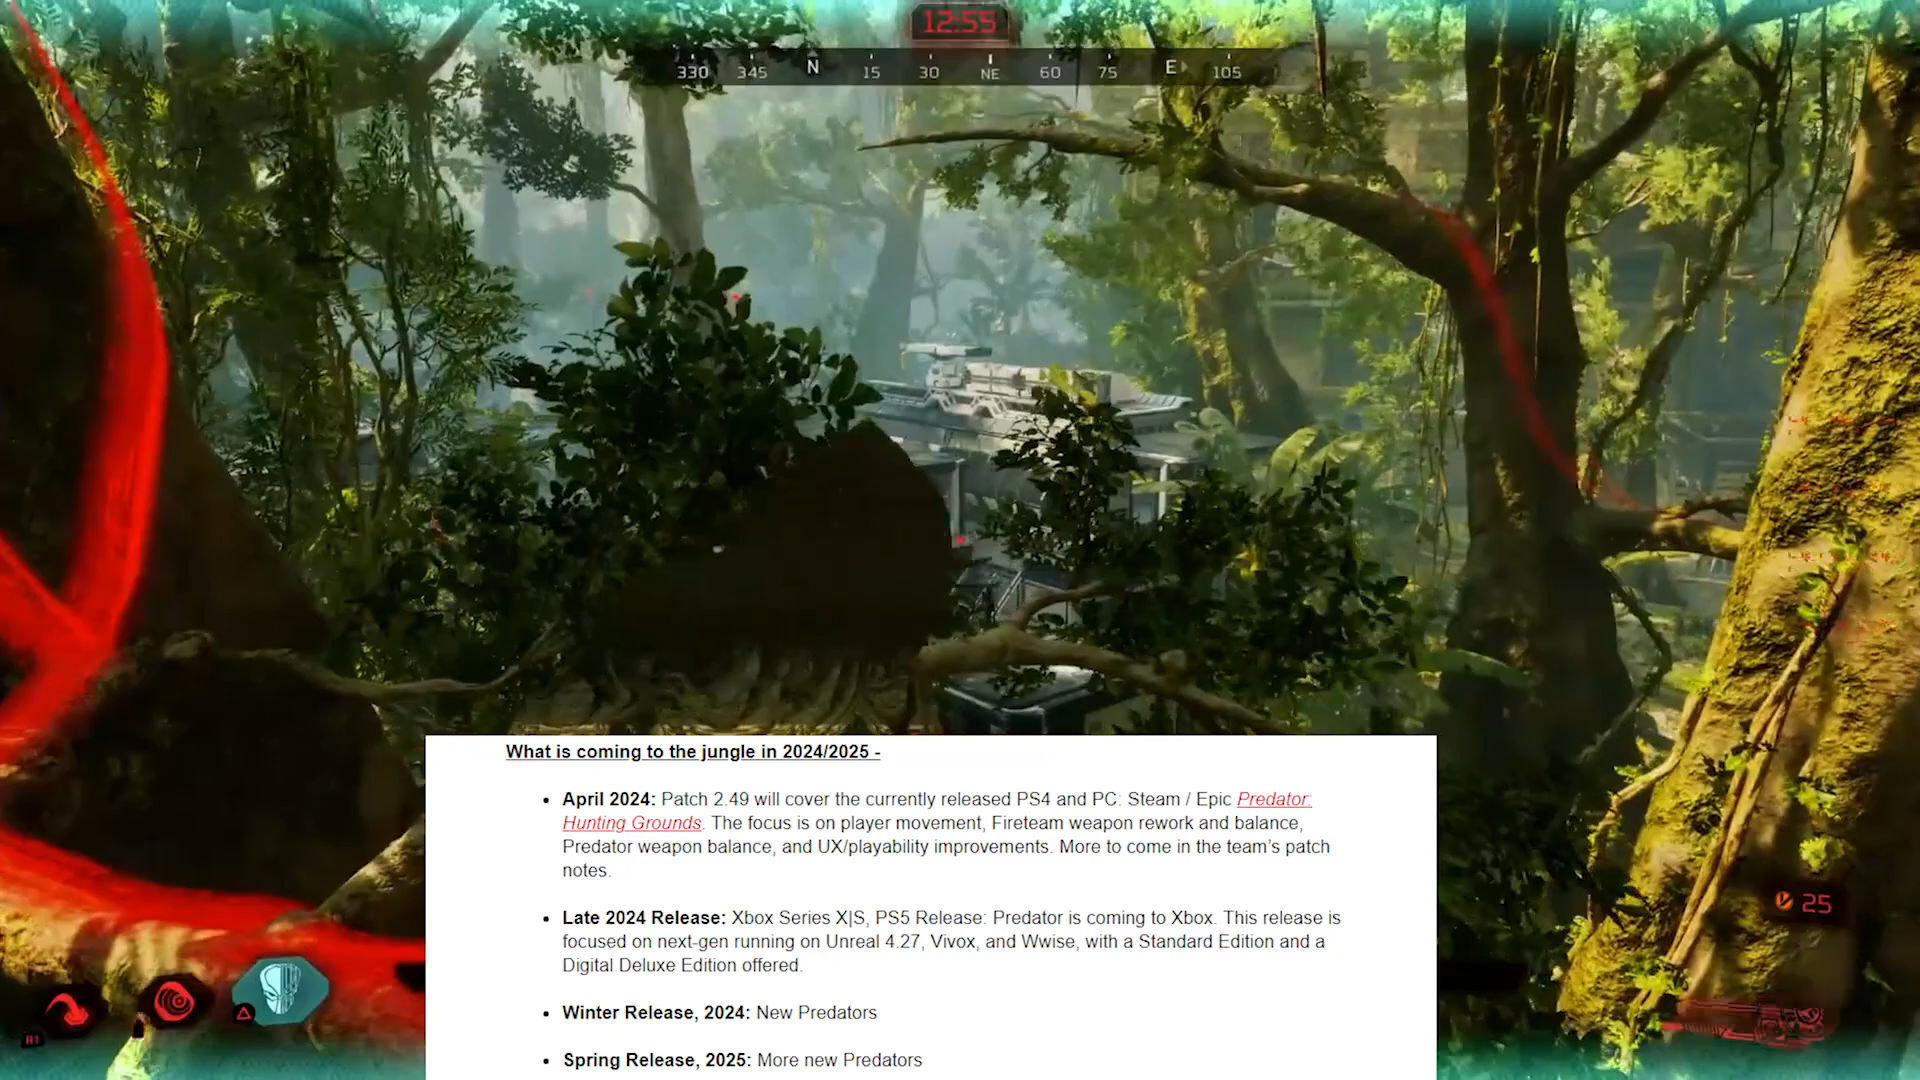 12:55
330 345 N 15 30 NE 60 75 E 105
What is coming to the jungle in 2024/2025 -
• April 2024: Patch 2.49 will cover the currently released PS4 and PC: Steam / Epic Predator:
Hunting Grounds. The focus is on player movement, Fireteam weapon rework and balance,
Predator weapon balance, and UX/playability improvements. More to come in the team's patch
notes.
• Late 2024 Release: Xbox Series X|S, PS5 Release: Predator is coming to Xbox. This release is
focused on next-gen running on Unreal 4.27, Vivox, and Wwise, with a Standard Edition and a
Digital Deluxe Edition offered.
• Winter Release, 2024: New Predators
• Spring Release, 2025: More new Predators
25